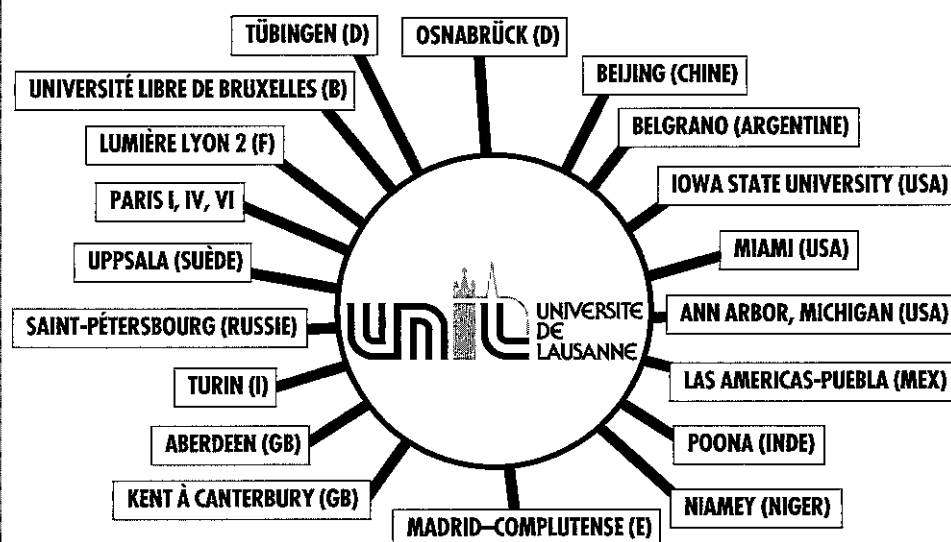 TÜBINGEN (D)
OSNABRÜCK (D)
UNIVERSITÉ LIBRE DE BRUXELLES (B)
BEIJING (CHINE)
LUMIÈRE LYON 2 (F)
BELGRANO (ARGENTINE)
PARIS I, IV, VI
IOWA STATE UNIVERSITY (USA)
UPPSALA (SUÈDE)
MIAMI (USA)
SAINT-PÉTERSBOURG (RUSSIE)
unil
UNIVERSITE
DE
LAUSANNE
ANN ARBOR, MICHIGAN (USA)
TURIN (I)
LAS AMERICAS-PUEBLA (MEX)
ABERDEEN (GB)
POONA (INDE)
KENT À CANTERBURY (GB)
NIAMEY (NIGER)
MADRID–COMPLUTENSE (E)